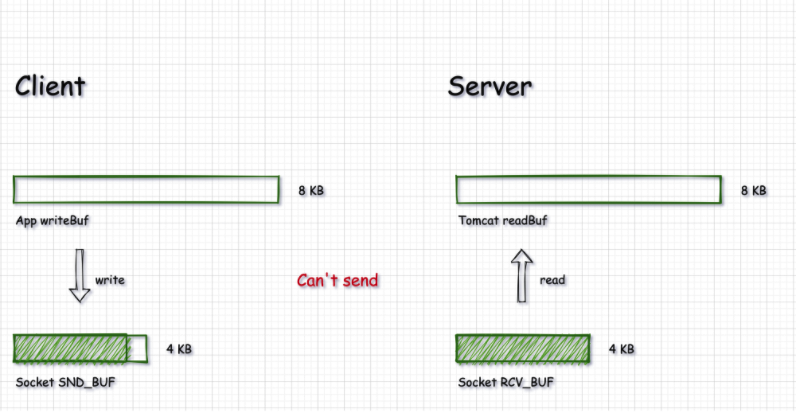 Client
Server
8 KB
8 KB
App writeBuf
Tomcat readBuf
write
Can't send
read
4 KB
4 KB
Socket SND_BUF
Socket RCV_BUF